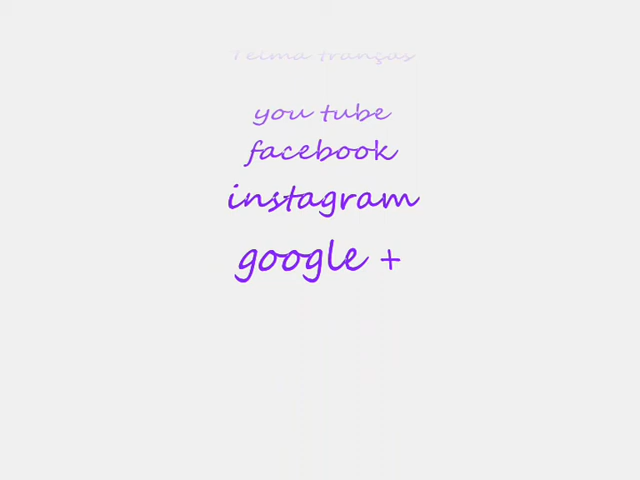 Telma tranças
you tube
facebook
instagram
google +